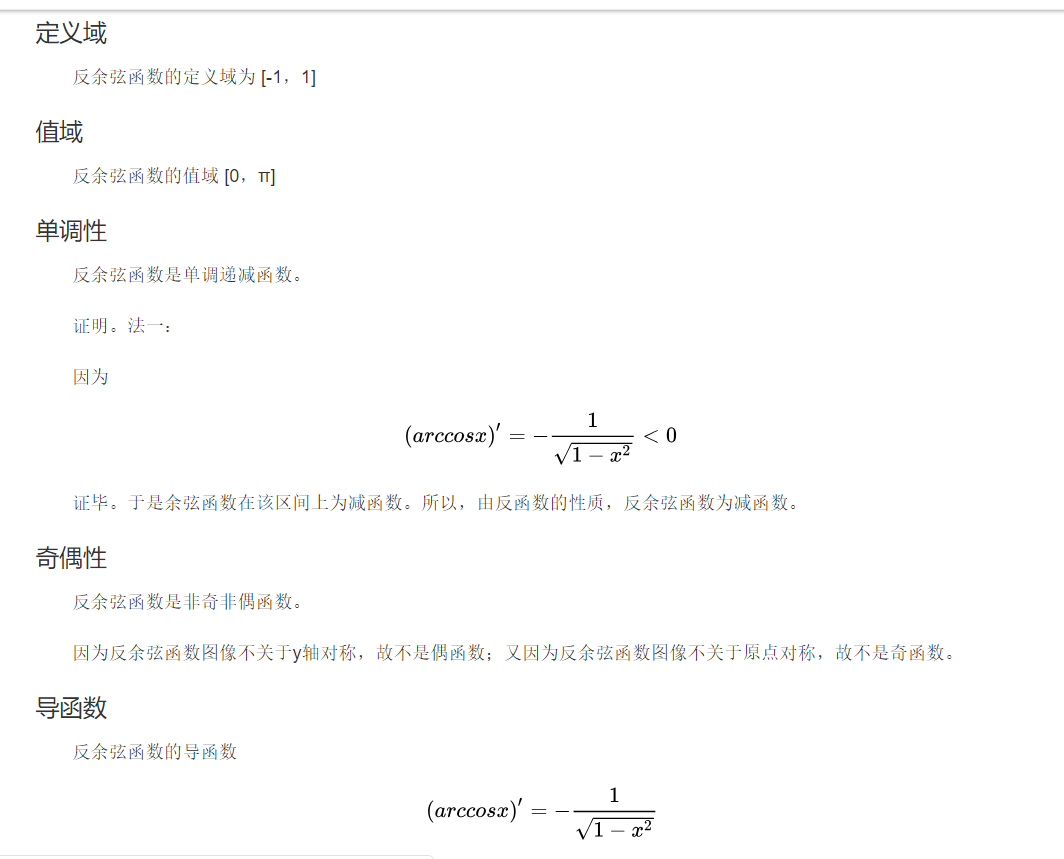 定义域
反余弦函数的定义域为 [-1，1]
值域
反余弦函数的值域 [0，π]
单调性
反余弦函数是单调递减函数。
证明。法一：
因为
(arccosx)′ = −1/√(1 − x²) < 0
证毕。于是余弦函数在该区间上为减函数。所以，由反函数的性质，反余弦函数为减函数。
奇偶性
反余弦函数是非奇非偶函数。
因为反余弦函数图像不关于y轴对称，故不是偶函数；又因为反余弦函数图像不关于原点对称，故不是奇函数。
导函数
反余弦函数的导函数
(arccosx)′ = −1/√(1 − x²)